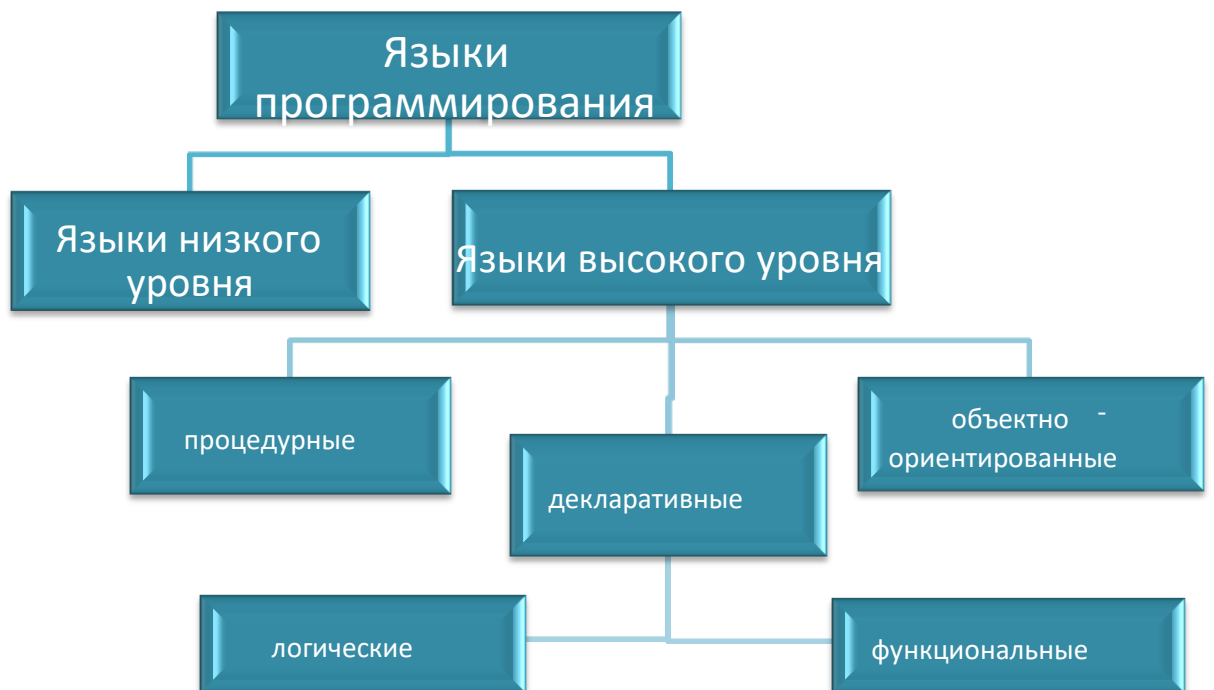 Языки
программирования
Языки низкого
уровня
Языки высокого уровня
процедурные
объектно -
ориентированные
декларативные
логические
функциональные